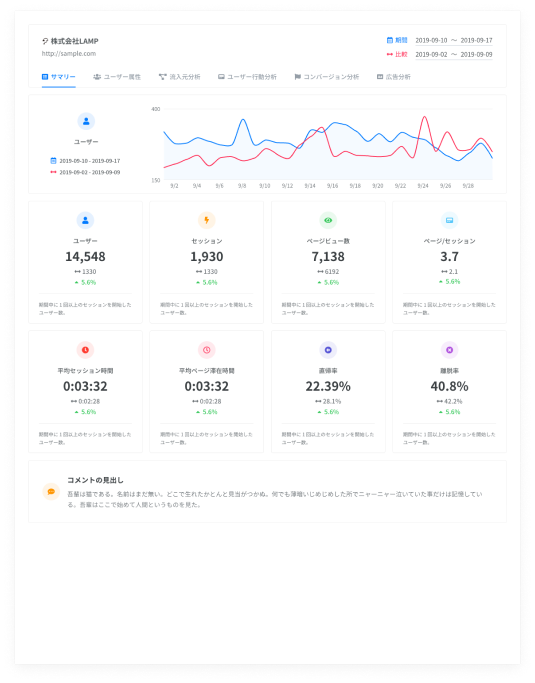 株式会社LAMP
http://sample.com
期間 2019-09-10 〜 2019-09-17
比較 2019-09-02 〜 2019-09-09
サマリー ユーザー属性 流入元分析 ユーザー行動分析 コンバージョン分析 広告分析
ユーザー
2019-09-10 - 2019-09-17
2019-09-02 - 2019-09-09
400
150
9/2 9/4 9/6 9/8 9/10 9/12 9/14 9/16 9/18 9/20 9/22 9/24 9/26 9/28
ユーザー
14,548
1330
5.6%
期間中に1回以上のセッションを開始した
ユーザー数。
セッション
1,930
1330
5.6%
期間中に1回以上のセッションを開始した
ユーザー数。
ページビュー数
7,138
6192
5.6%
期間中に1回以上のセッションを開始した
ユーザー数。
ページ/セッション
3.7
2.1
5.6%
期間中に1回以上のセッションを開始した
ユーザー数。
平均セッション時間
0:03:32
0:02:28
5.6%
期間中に1回以上のセッションを開始した
ユーザー数。
平均ページ滞在時間
0:03:32
0:02:28
5.6%
期間中に1回以上のセッションを開始した
ユーザー数。
直帰率
22.39%
28.1%
5.6%
期間中に1回以上のセッションを開始した
ユーザー数。
離脱率
40.8%
42.2%
5.6%
期間中に1回以上のセッションを開始した
ユーザー数。
コメントの見出し
吾輩は猫である。名前はまだ無い。どこで生れたかとんと見当がつかぬ。何でも薄暗いじめじめした所でニャーニャー泣いていた事だけは記憶してい
る。吾輩はここで始めて人間というものを見た。